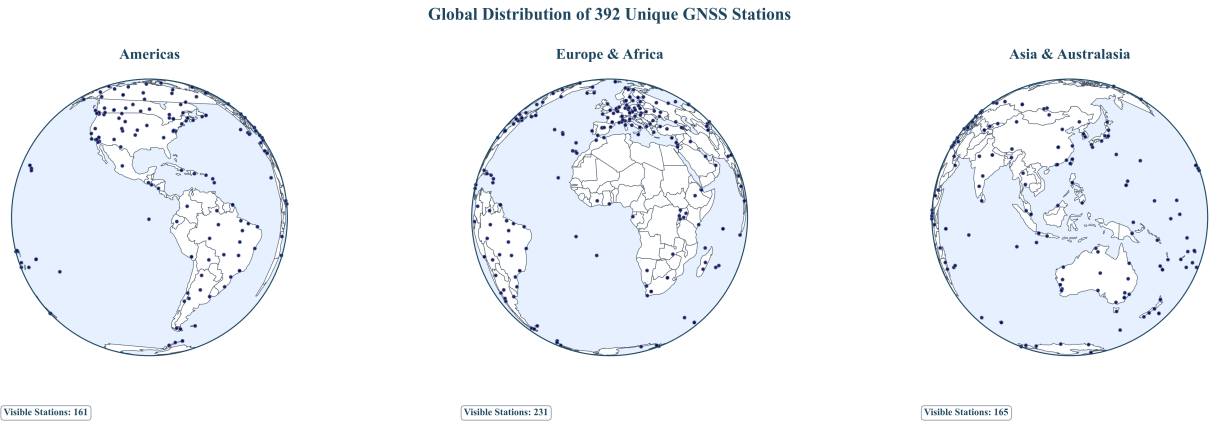 Global Distribution of 392 Unique GNSS Stations
Americas
Europe & Africa
Asia & Australasia
Visible Stations: 161
Visible Stations: 231
Visible Stations: 165